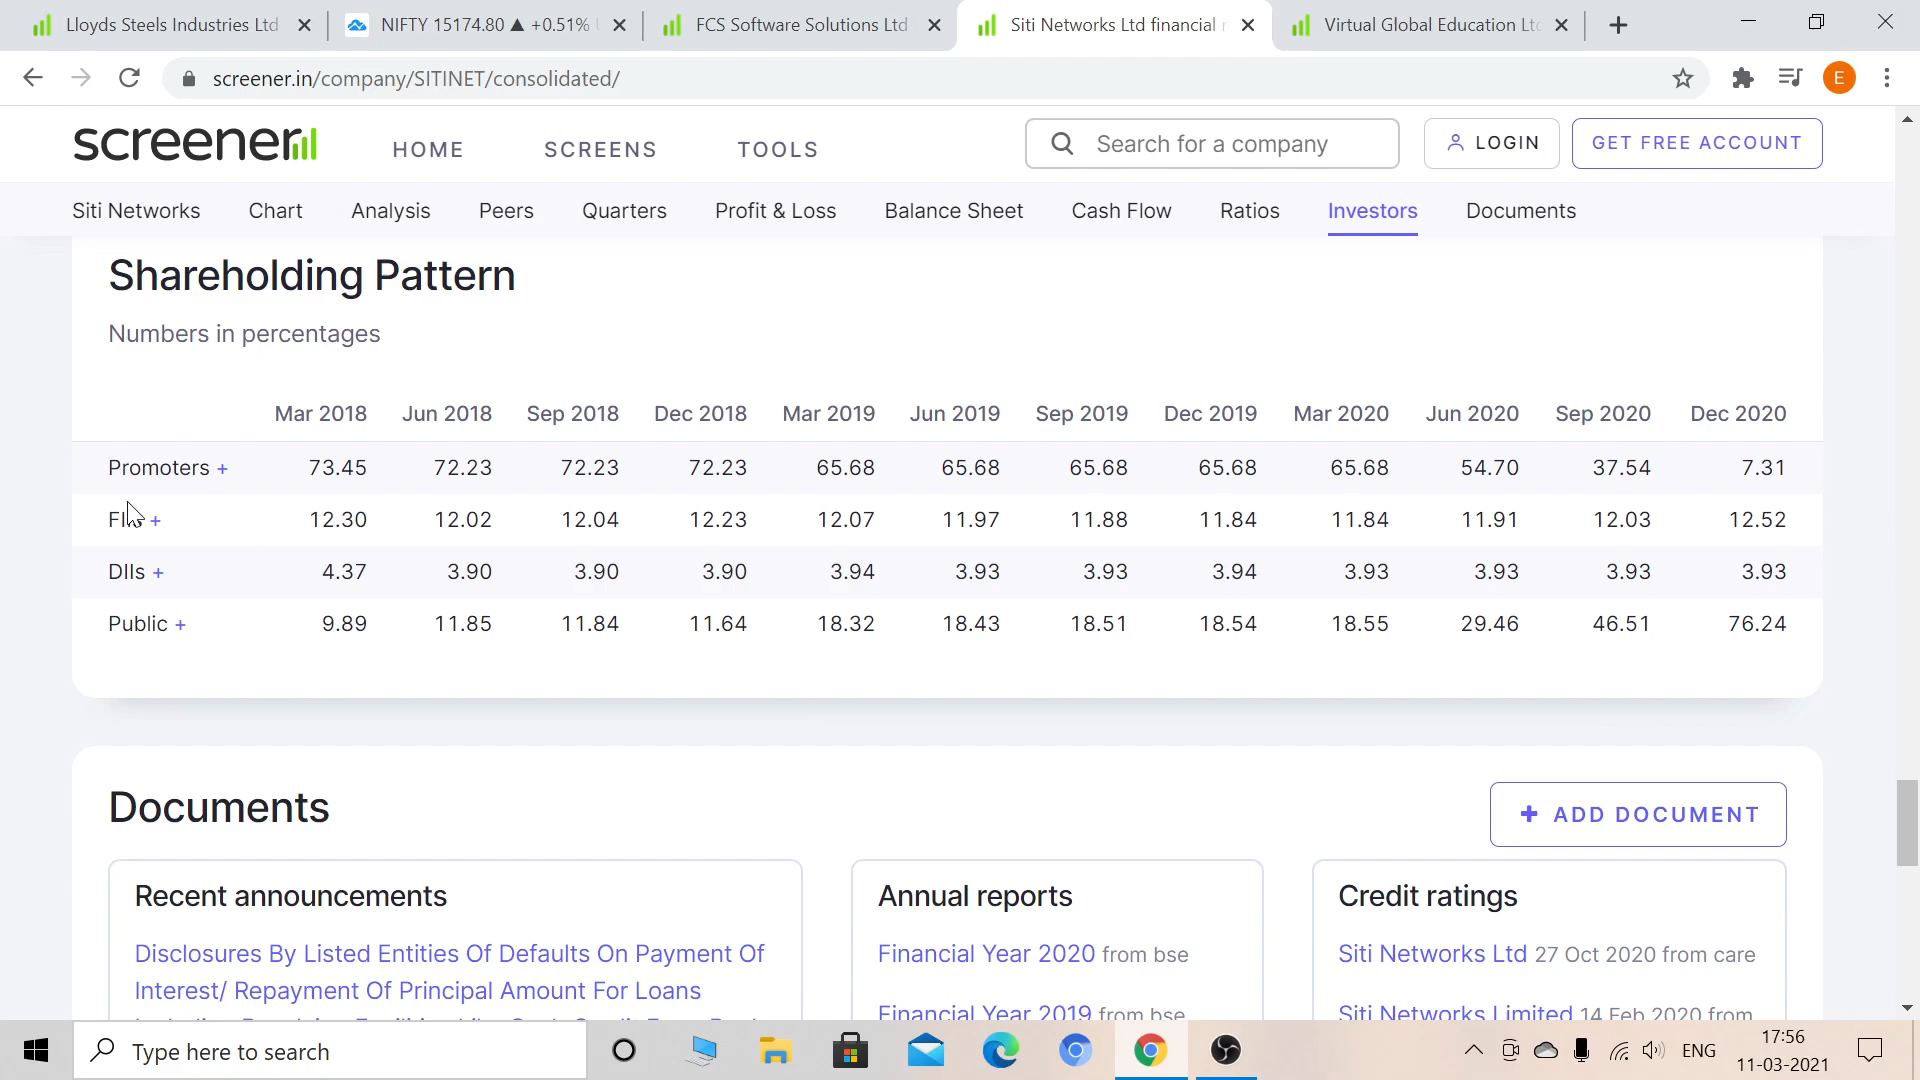 Lloyds Steels Industries Ltd
NIFTY 15174.80 ▲ +0.51%
FCS Software Solutions Ltd
Siti Networks Ltd financial
Virtual Global Education
screener.in/company/SITINET/consolidated/
E
screener
HOME
SCREENS
TOOLS
Search for a company
LOGIN
GET FREE ACCOUNT
Siti Networks
Chart
Analysis
Peers
Quarters
Profit & Loss
Balance Sheet
Cash Flow
Ratios
Investors
Documents
Shareholding Pattern
Numbers in percentages
Mar 2018 Jun 2018 Sep 2018 Dec 2018 Mar 2019 Jun 2019 Sep 2019 Dec 2019 Mar 2020 Jun 2020 Sep 2020 Dec 2020
Promoters + 73.45 72.23 72.23 72.23 65.68 65.68 65.68 65.68 65.68 54.70 37.54 7.31
FIIs + 12.30 12.02 12.04 12.23 12.07 11.97 11.88 11.84 11.84 11.91 12.03 12.52
DIIs + 4.37 3.90 3.90 3.90 3.94 3.93 3.93 3.94 3.93 3.93 3.93 3.93
Public + 9.89 11.85 11.84 11.64 18.32 18.43 18.51 18.54 18.55 29.46 46.51 76.24
Documents
+ ADD DOCUMENT
Recent announcements
Disclosures By Listed Entities Of Defaults On Payment Of
Interest/ Repayment Of Principal Amount For Loans
Annual reports
Financial Year 2020 from bse
Financial Year 2019 from bse
Credit ratings
Siti Networks Ltd 27 Oct 2020 from care
Siti Networks Limited 14 Feb 2020 from
Type here to search
ENG
17:56
11-03-2021